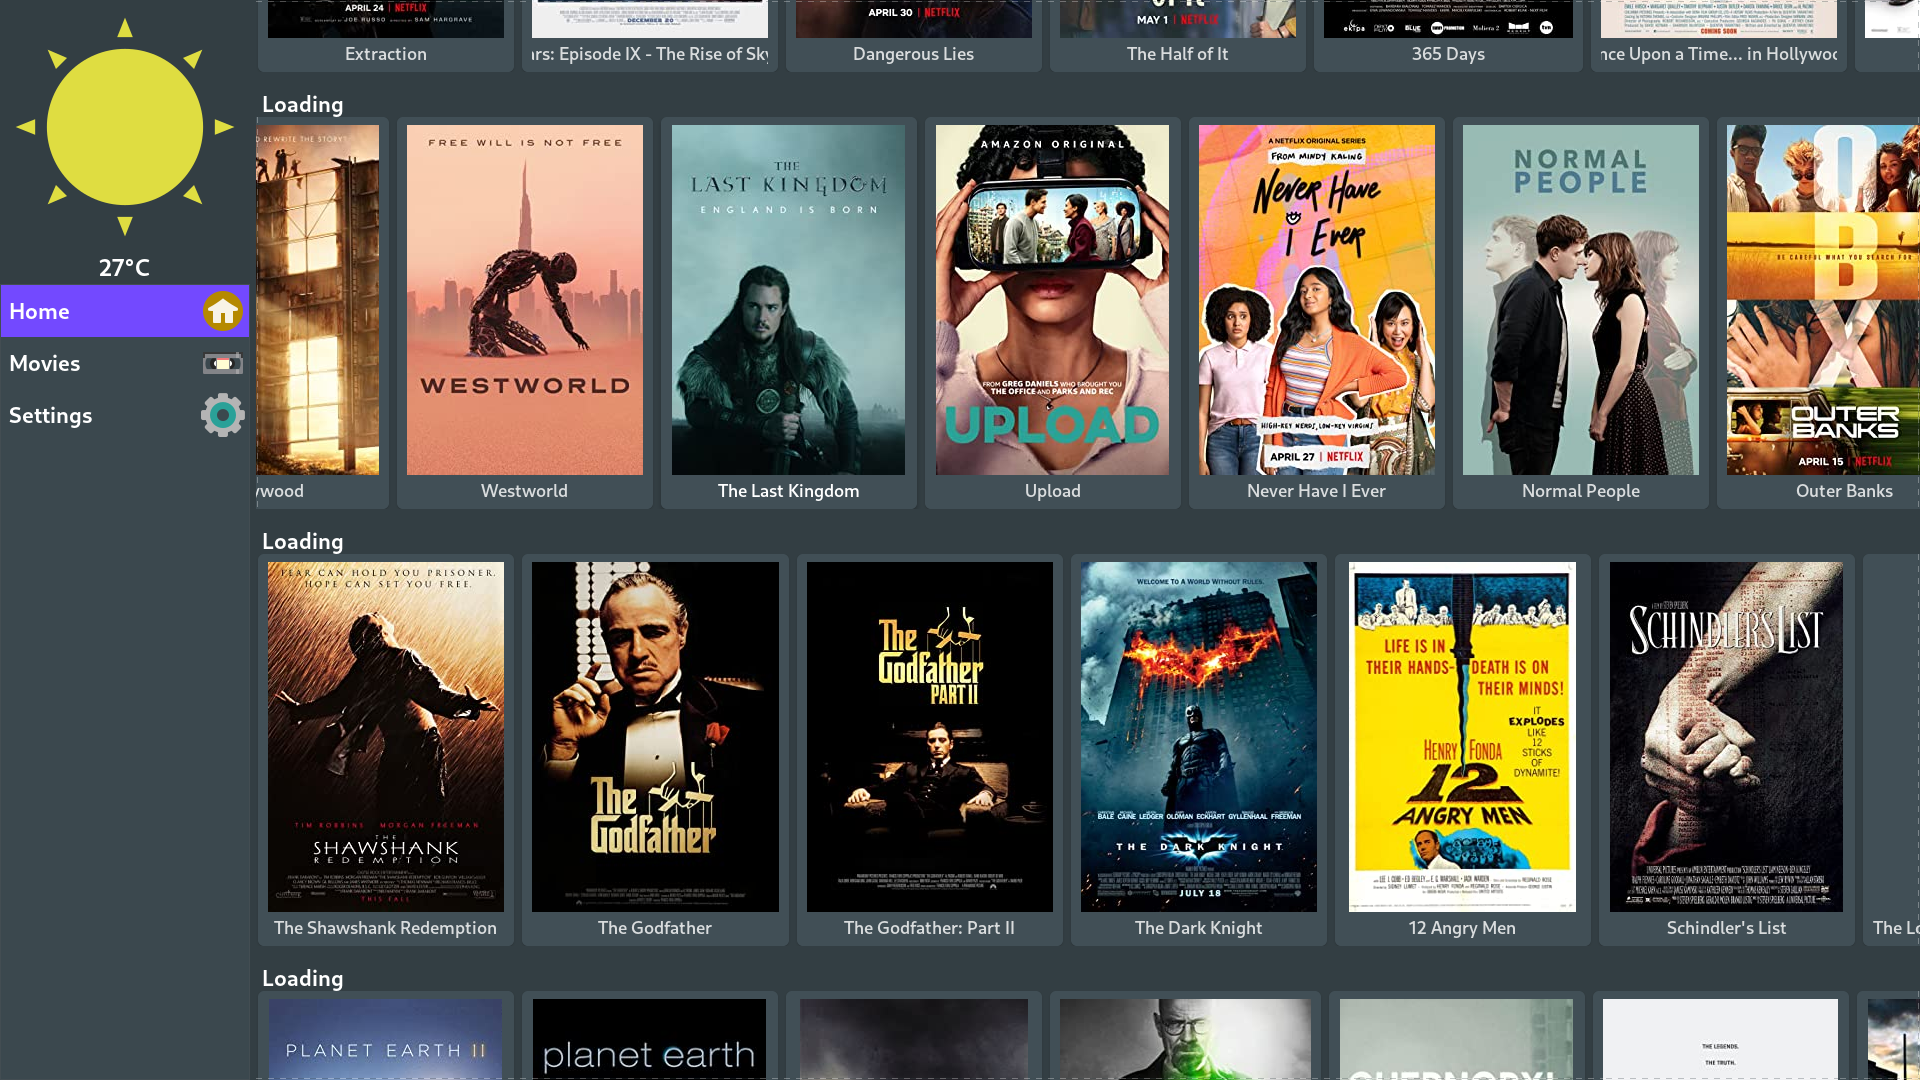 27°C
Home
Movies
Settings
APRIL 24 | NETFLIX
JOE RUSSO
SAM HARGRAVE
Extraction
DECEMBER 20
ars: Episode IX - The Rise of Sky
APRIL 30 | NETFLIX
Dangerous Lies
MAY 1 | NETFLIX
The Half of It
365 Days
COMING SOON
nce Upon a Time... in Hollywoo
Loading
REWRITE THE STORY?
ywood
FREE WILL IS NOT FREE
WESTWORLD
Westworld
THE
LAST KINGDOM
ENGLAND IS BORN
The Last Kingdom
AMAZON ORIGINAL
FROM GREG DANIELS WHO BROUGHT YOU
THE OFFICE AND PARKS AND REC
UPLOAD
Upload
A NETFLIX ORIGINAL SERIES
FROM MINDY KALING
Never Have
I Ever
HIGH-KEY NERDS, LOW-KEY VIRGINS
APRIL 27 | NETFLIX
Never Have I Ever
NORMAL
PEOPLE
Normal People
O
B
BE CAREFUL WHAT YOU SEARCH FOR
X
OUTER
BANKS
APRIL 15 | NETFLIX
Outer Banks
Loading
FEAR CAN HOLD YOU PRISONER.
HOPE CAN SET YOU FREE.
TIM ROBBINS MORGAN FREEMAN
THE
SHAWSHANK
REDEMPTION
THIS FALL
The Shawshank Redemption
The
Godfather
The Godfather
The
Godfather
PART II
The Godfather: Part II
WELCOME TO A WORLD WITHOUT RULES.
BALE CAINE LEDGER OLDMAN ECKHART GYLLENHAAL FREEMAN
THE DARK KNIGHT
JULY 18
The Dark Knight
LIFE IS IN
THEIR HANDS- DEATH IS ON
THEIR MINDS!
IT
EXPLODES
LIKE
12
STICKS
OF
DYNAMITE!
HENRY FONDA
12
ANGRY MEN
12 Angry Men
SCHINDLER'S LIST
Schindler's List
The Lo
Loading
PLANET EARTH II
planet earth
CHERNOBYL
THE LEGENDS.
THE TRUTH.